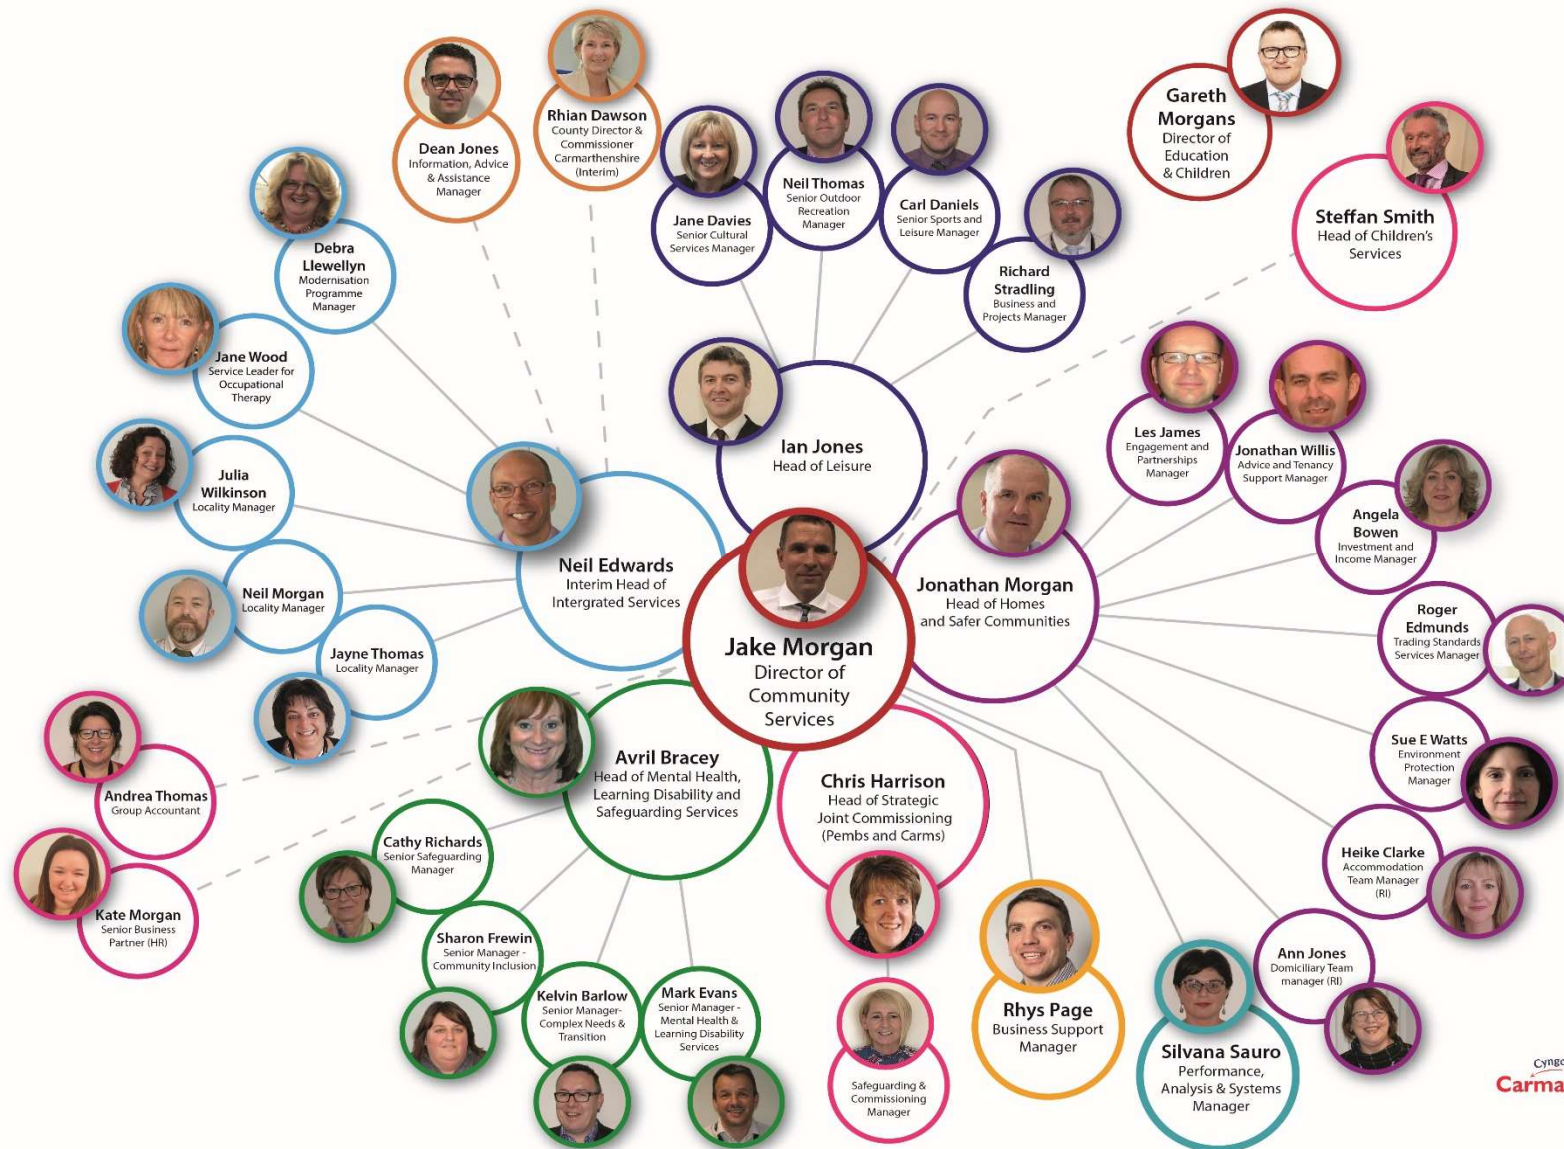 Dean Jones
Information, Advice
& Assistance
Manager
Rhian Dawson
County Director &
Commissioner
Carmarthenshire
(Interim)
Jane Davies
Senior Cultural
Services Manager
Neil Thomas
Senior Outdoor
Recreation
Manager
Carl Daniels
Senior Sports and
Leisure Manager
Richard
Stradling
Business and
Projects Manager
Gareth
Morgans
Director of
Education
& Children
Steffan Smith
Head of Children's
Services
Debra
Llewellyn
Modernisation
Programme
Manager
Jane Wood
Service Leader for
Occupational
Therapy
Julia
Wilkinson
Locality Manager
Neil Morgan
Locality Manager
Jayne Thomas
Locality Manager
Neil Edwards
Interim Head of
Intergrated Services
Ian Jones
Head of Leisure
Jake Morgan
Director of
Community
Services
Jonathan Morgan
Head of Homes
and Safer Communities
Les James
Engagement and
Partnerships
Manager
Jonathan Willis
Advice and Tenancy
Support Manager
Angela
Bowen
Investment and
Income Manager
Roger
Edmunds
Trading Standards
Services Manager
Sue E Watts
Environment
Protection
Manager
Heike Clarke
Accommodation
Team Manager
(RI)
Ann Jones
Domiciliary Team
manager (RI)
Andrea Thomas
Group Accountant
Kate Morgan
Senior Business
Partner (HR)
Avril Bracey
Head of Mental Health,
Learning Disability and
Safeguarding Services
Cathy Richards
Senior Safeguarding
Manager
Sharon Frewin
Senior Manager -
Community Inclusion
Kelvin Barlow
Senior Manager-
Complex Needs &
Transition
Mark Evans
Senior Manager -
Mental Health &
Learning Disability
Services
Chris Harrison
Head of Strategic
Joint Commissioning
(Pembs and Carms)
Safeguarding &
Commissioning
Manager
Rhys Page
Business Support
Manager
Silvana Sauro
Performance,
Analysis & Systems
Manager
Cyngo
Carma